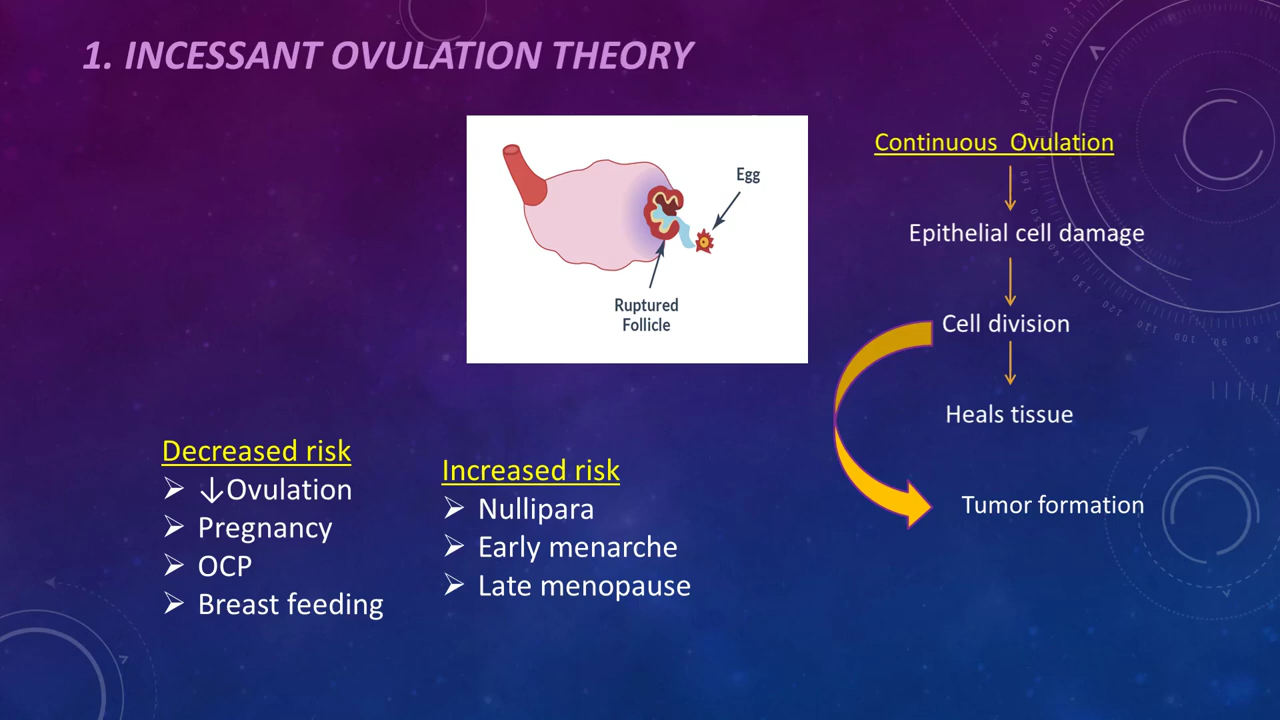 1. INCESSANT OVULATION THEORY
Egg
Ruptured
Follicle
Continuous Ovulation
Epithelial cell damage
Cell division
Heals tissue
Tumor formation
Decreased risk
➢ ↓Ovulation
➢ Pregnancy
➢ OCP
➢ Breast feeding
Increased risk
➢ Nullipara
➢ Early menarche
➢ Late menopause